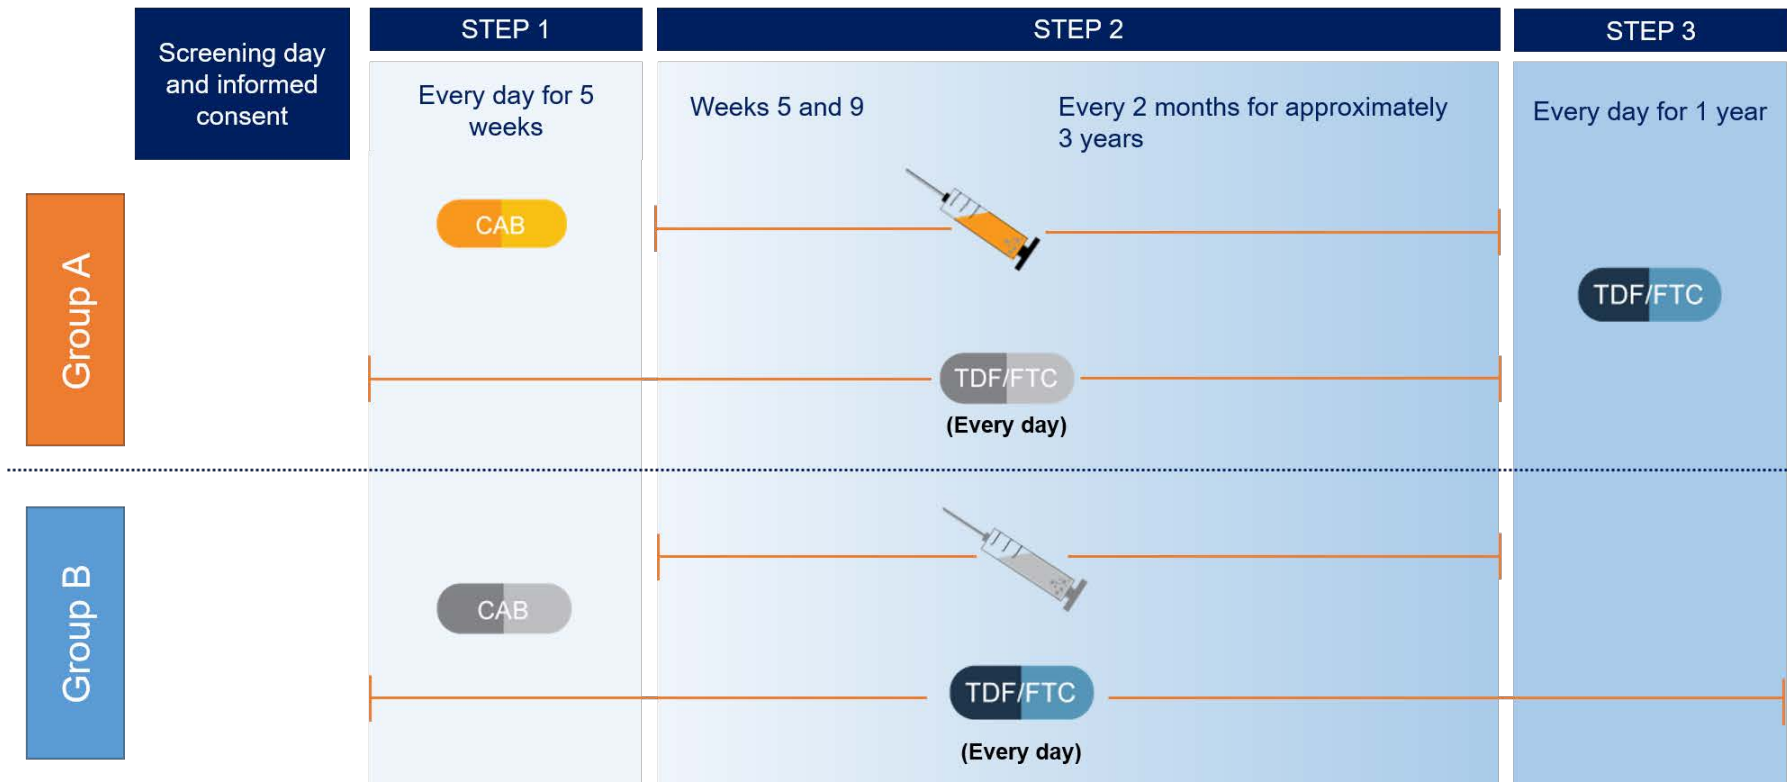 Screening day
and informed
consent
STEP 1
STEP 2
STEP 3
Every day for 5
weeks
Weeks 5 and 9
Every 2 months for approximately
3 years
Every day for 1 year
Group A
CAB
TDF/FTC
TDF/FTC
(Every day)
Group B
CAB
TDF/FTC
(Every day)